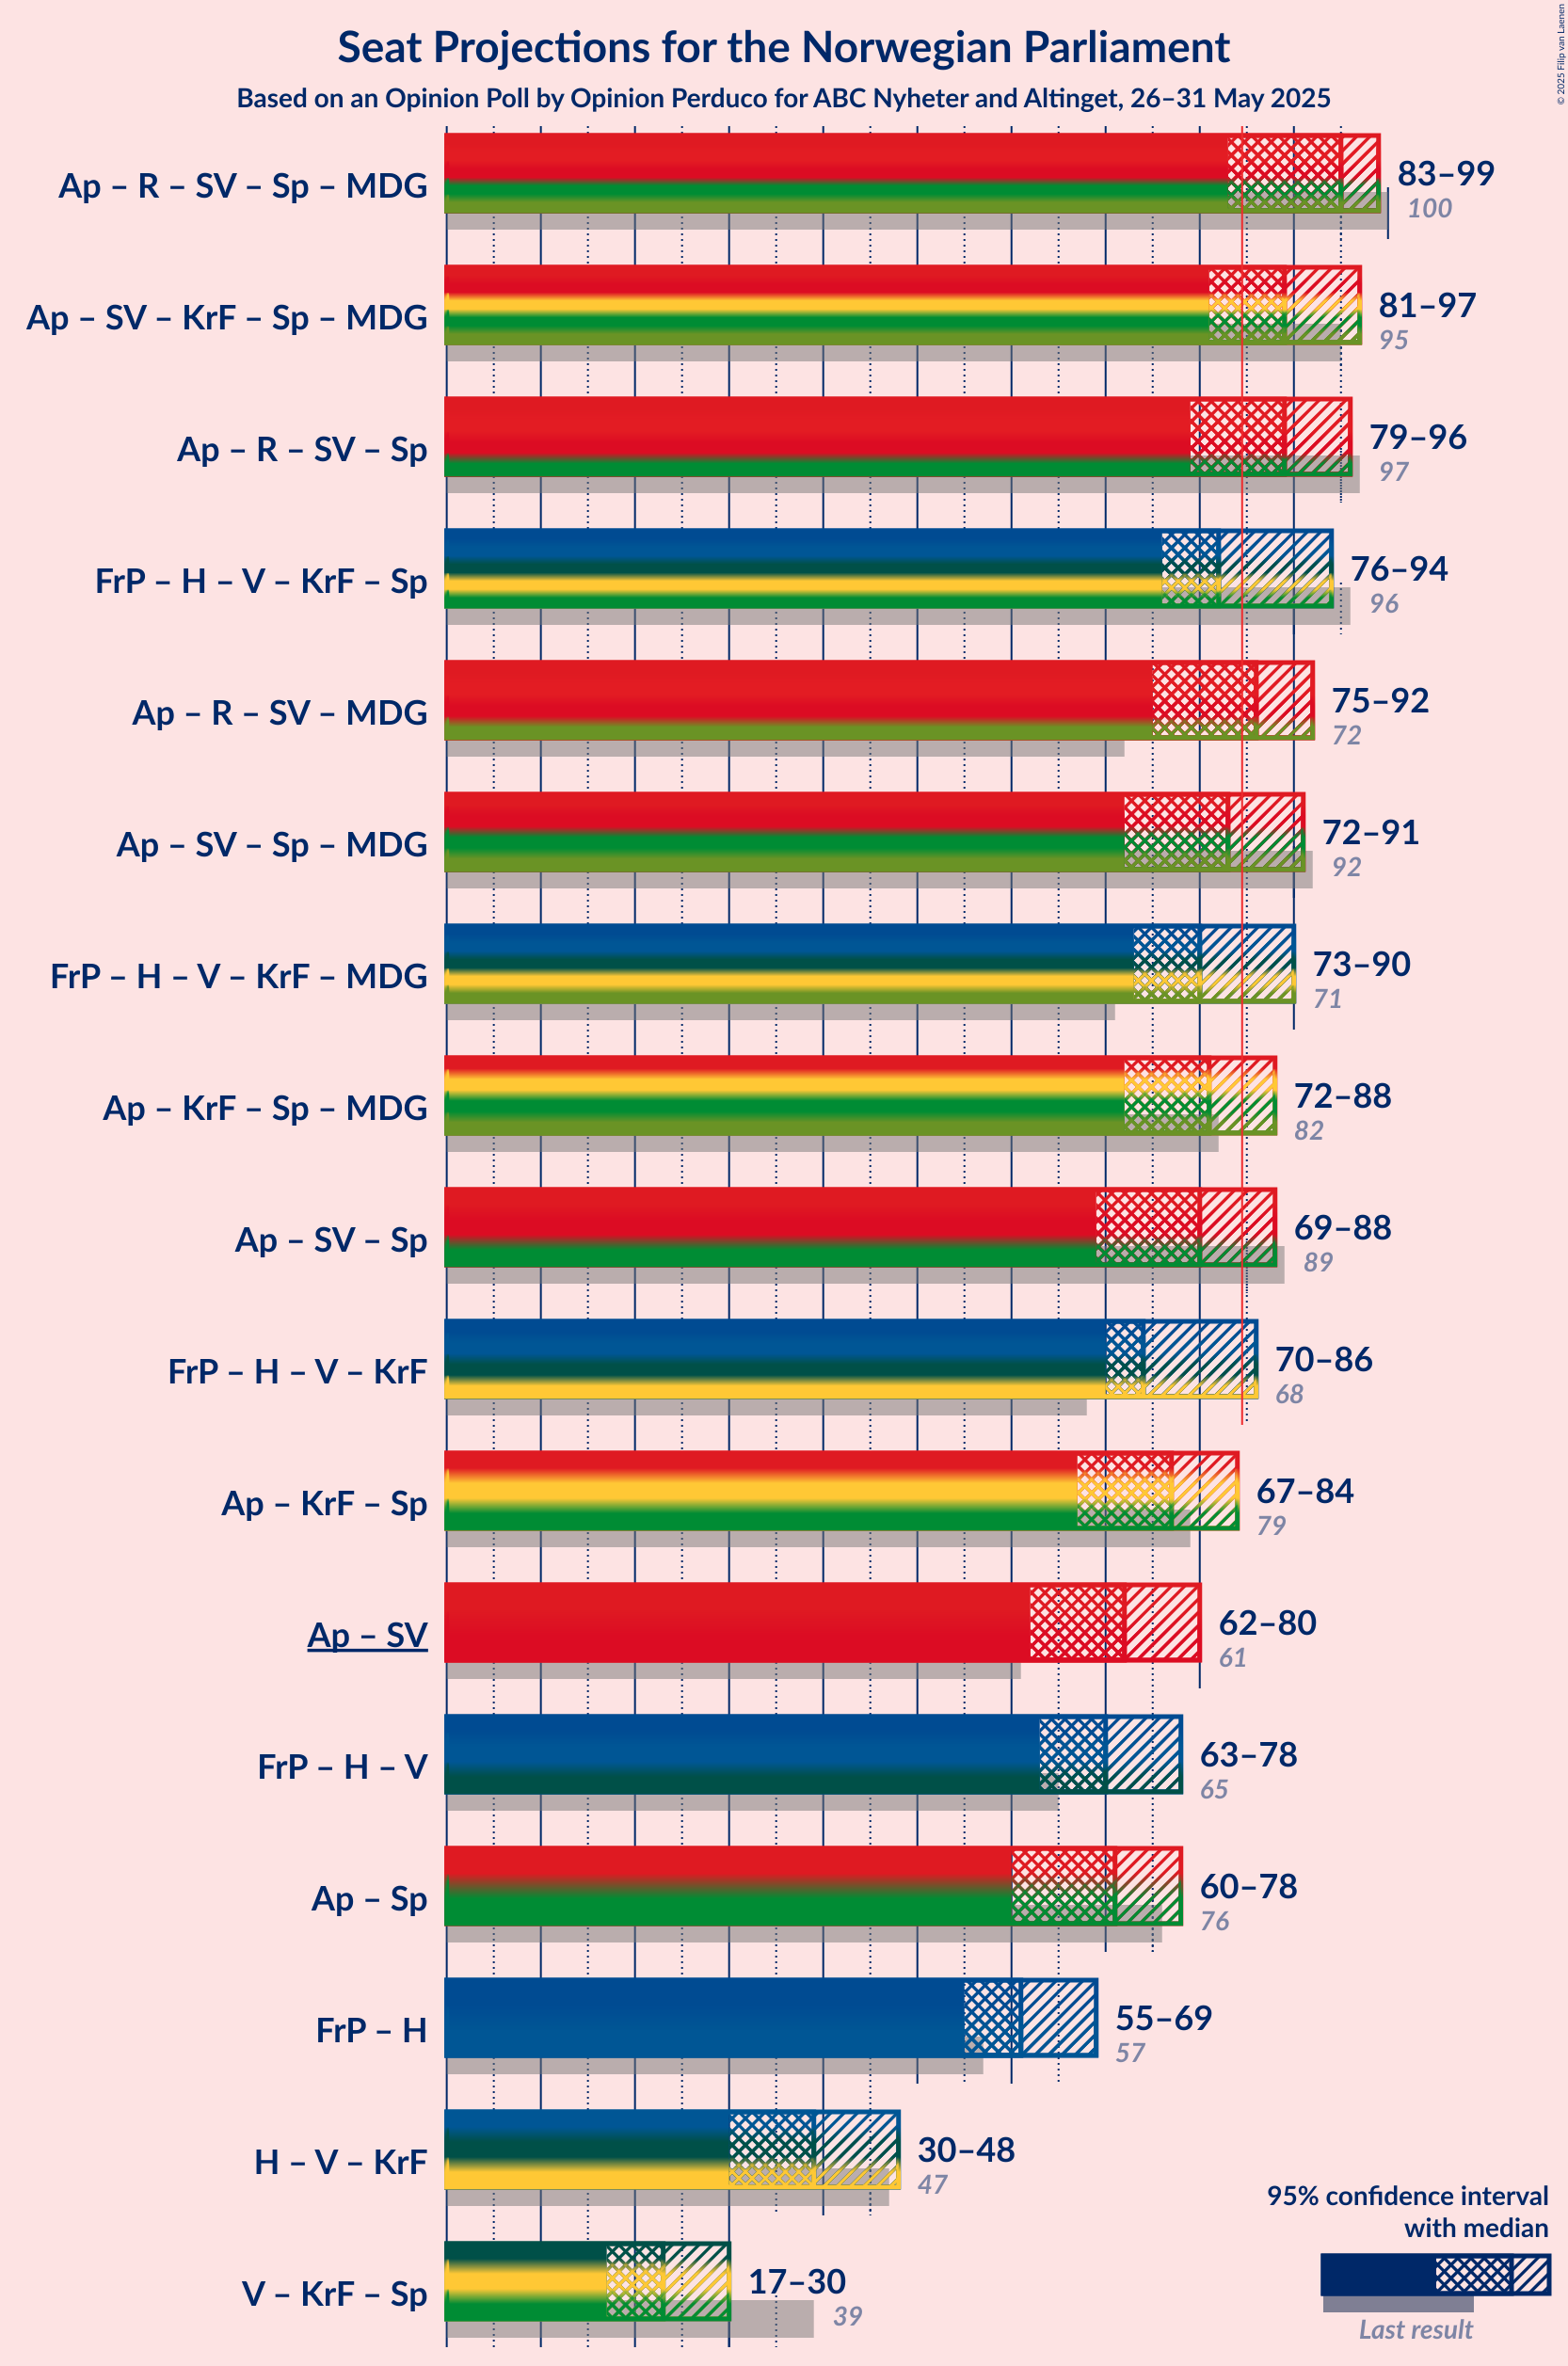 © 2025 Filip van Laenen
Seat Projections for the Norwegian Parliament
Based on an Opinion Poll by Opinion Perduco for ABC Nyheter and Altinget, 26–31 May 2025
Ap – R – SV – Sp – MDG
83–99
100
Ap – SV – KrF – Sp – MDG
81–97
95
Ap – R – SV – Sp
79–96
97
FrP – H – V – KrF – Sp
76–94
96
Ap – R – SV – MDG
75–92
72
Ap – SV – Sp – MDG
72–91
92
FrP – H – V – KrF – MDG
73–90
71
Ap – KrF – Sp – MDG
72–88
82
Ap – SV – Sp
69–88
89
FrP – H – V – KrF
70–86
68
Ap – KrF – Sp
67–84
79
Ap – SV
62–80
61
FrP – H – V
63–78
65
Ap – Sp
60–78
76
FrP – H
55–69
57
H – V – KrF
30–48
47
V – KrF – Sp
17–30
39
95% confidence interval
with median
Last result